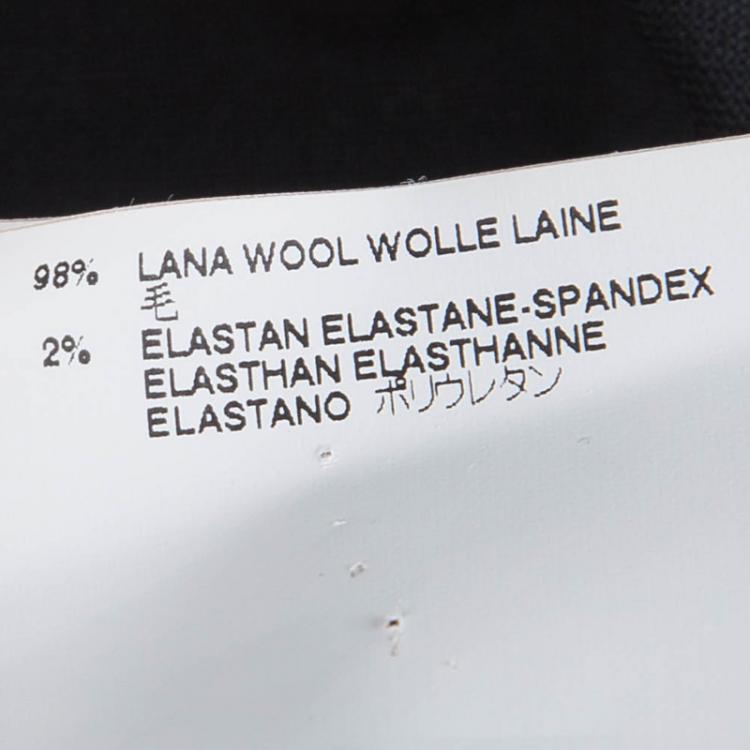 98% LANA WOOL WOLLE LAINE
毛
2% ELASTAN ELASTANE-SPANDEX
ELASTHAN ELASTHANNE
ELASTANO ポリウレタン